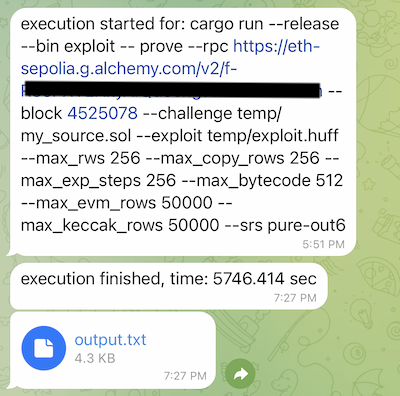 execution started for: cargo run --release
--bin exploit -- prove --rpc https://eth-
sepolia.g.alchemy.com/v2/f-
--
block 4525078 --challenge temp/
my_source.sol --exploit temp/exploit.huff
--max_rws 256 --max_copy_rows 256 --
max_exp_steps 256 --max_bytecode 512
--max_evm_rows 50000 --
max_keccak_rows 50000 --srs pure-out6
5:51 PM
execution finished, time: 5746.414 sec
7:27 PM
output.txt
4.3 KB
7:27 PM